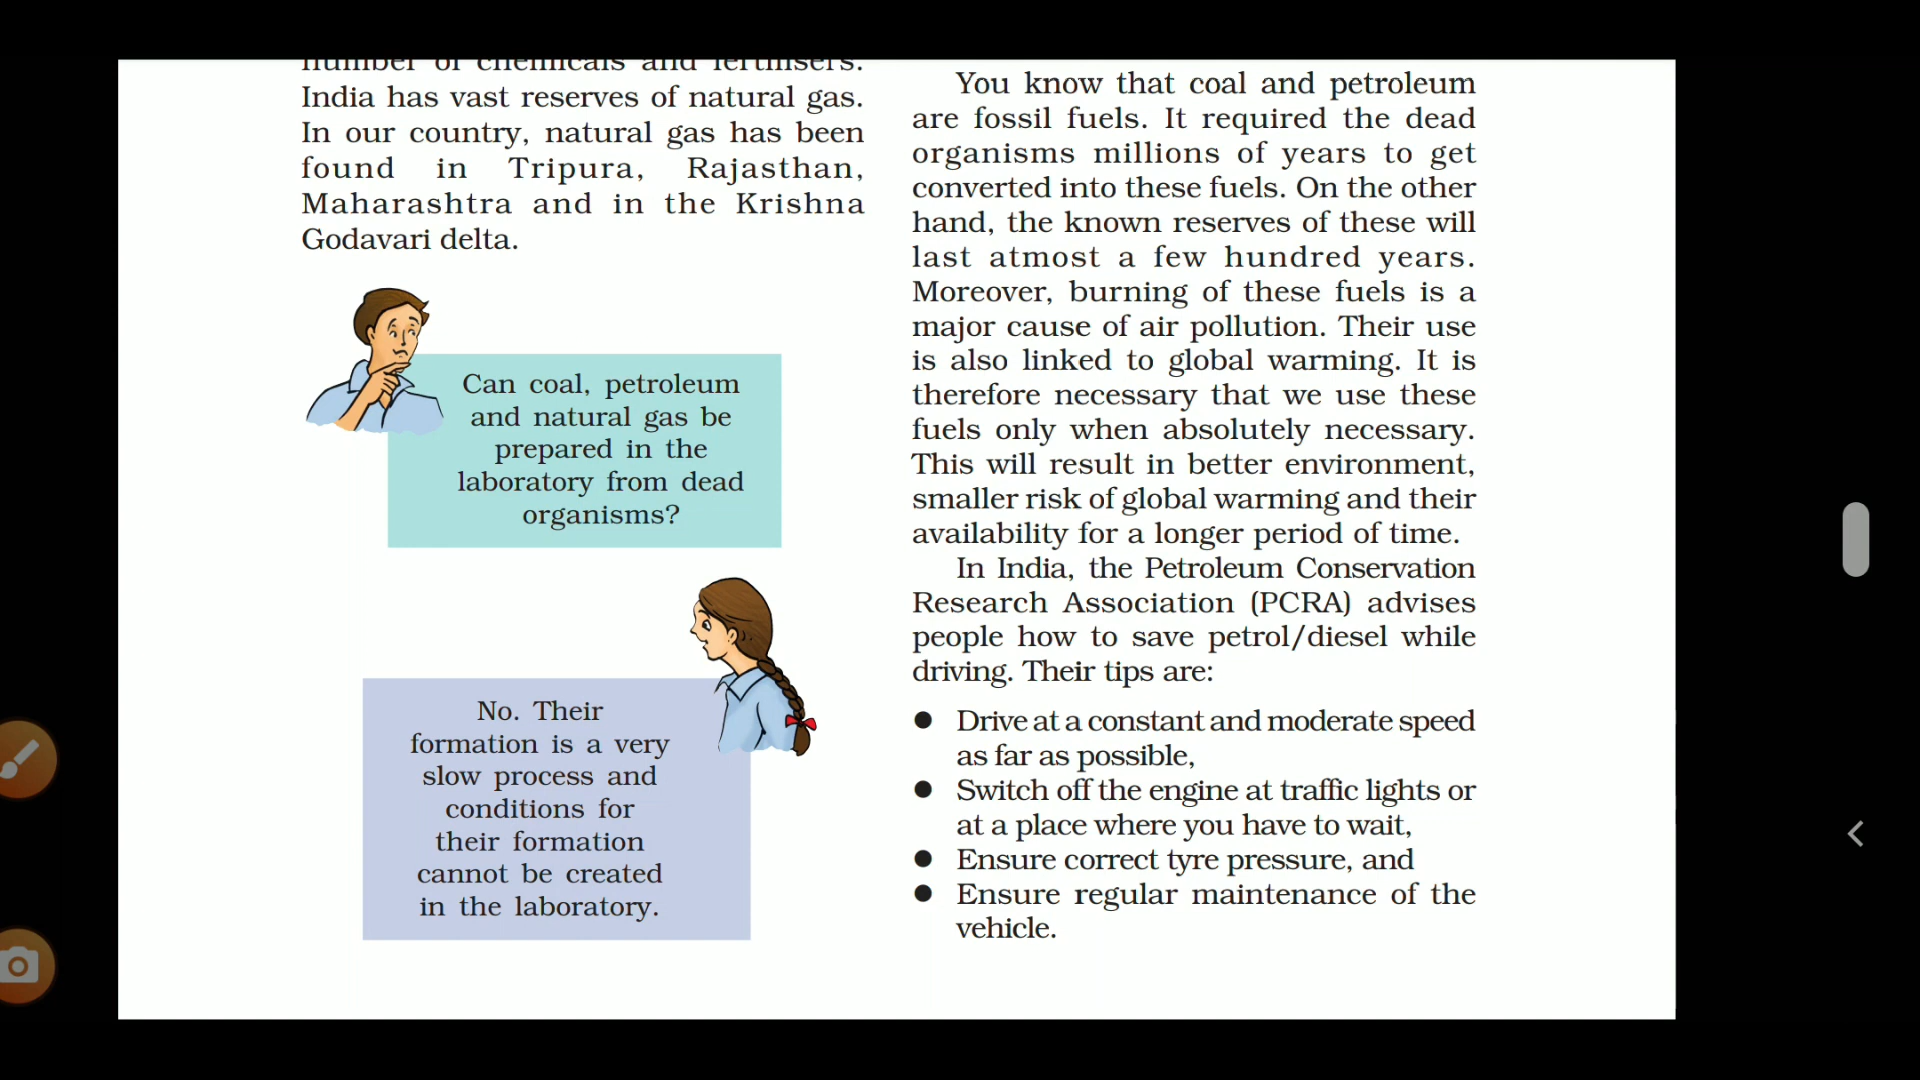 number of chemicals and fertilisers.
India has vast reserves of natural gas.
In our country, natural gas has been
found in Tripura, Rajasthan,
Maharashtra and in the Krishna
Godavari delta.
Can coal, petroleum
and natural gas be
prepared in the
laboratory from dead
organisms?
No. Their
formation is a very
slow process and
conditions for
their formation
cannot be created
in the laboratory.
You know that coal and petroleum
are fossil fuels. It required the dead
organisms millions of years to get
converted into these fuels. On the other
hand, the known reserves of these will
last atmost a few hundred years.
Moreover, burning of these fuels is a
major cause of air pollution. Their use
is also linked to global warming. It is
therefore necessary that we use these
fuels only when absolutely necessary.
This will result in better environment,
smaller risk of global warming and their
availability for a longer period of time.
In India, the Petroleum Conservation
Research Association (PCRA) advises
people how to save petrol/diesel while
driving. Their tips are:
● Drive at a constant and moderate speed
as far as possible,
● Switch off the engine at traffic lights or
at a place where you have to wait,
● Ensure correct tyre pressure, and
● Ensure regular maintenance of the
vehicle.